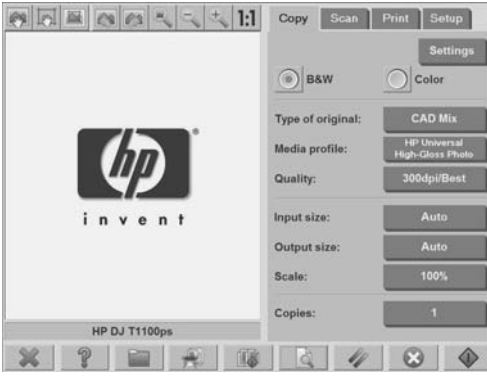 1:1
Copy
Scan
Print
Setup
Settings
B&W
Color
Type of original:
CAD Mix
Media profile:
HP Universal
High-Gloss Photo
Quality:
300dpi/Best
Input size:
Auto
Output size:
Auto
Scale:
100%
Copies:
1
hp
invent
HP DJ T1100ps